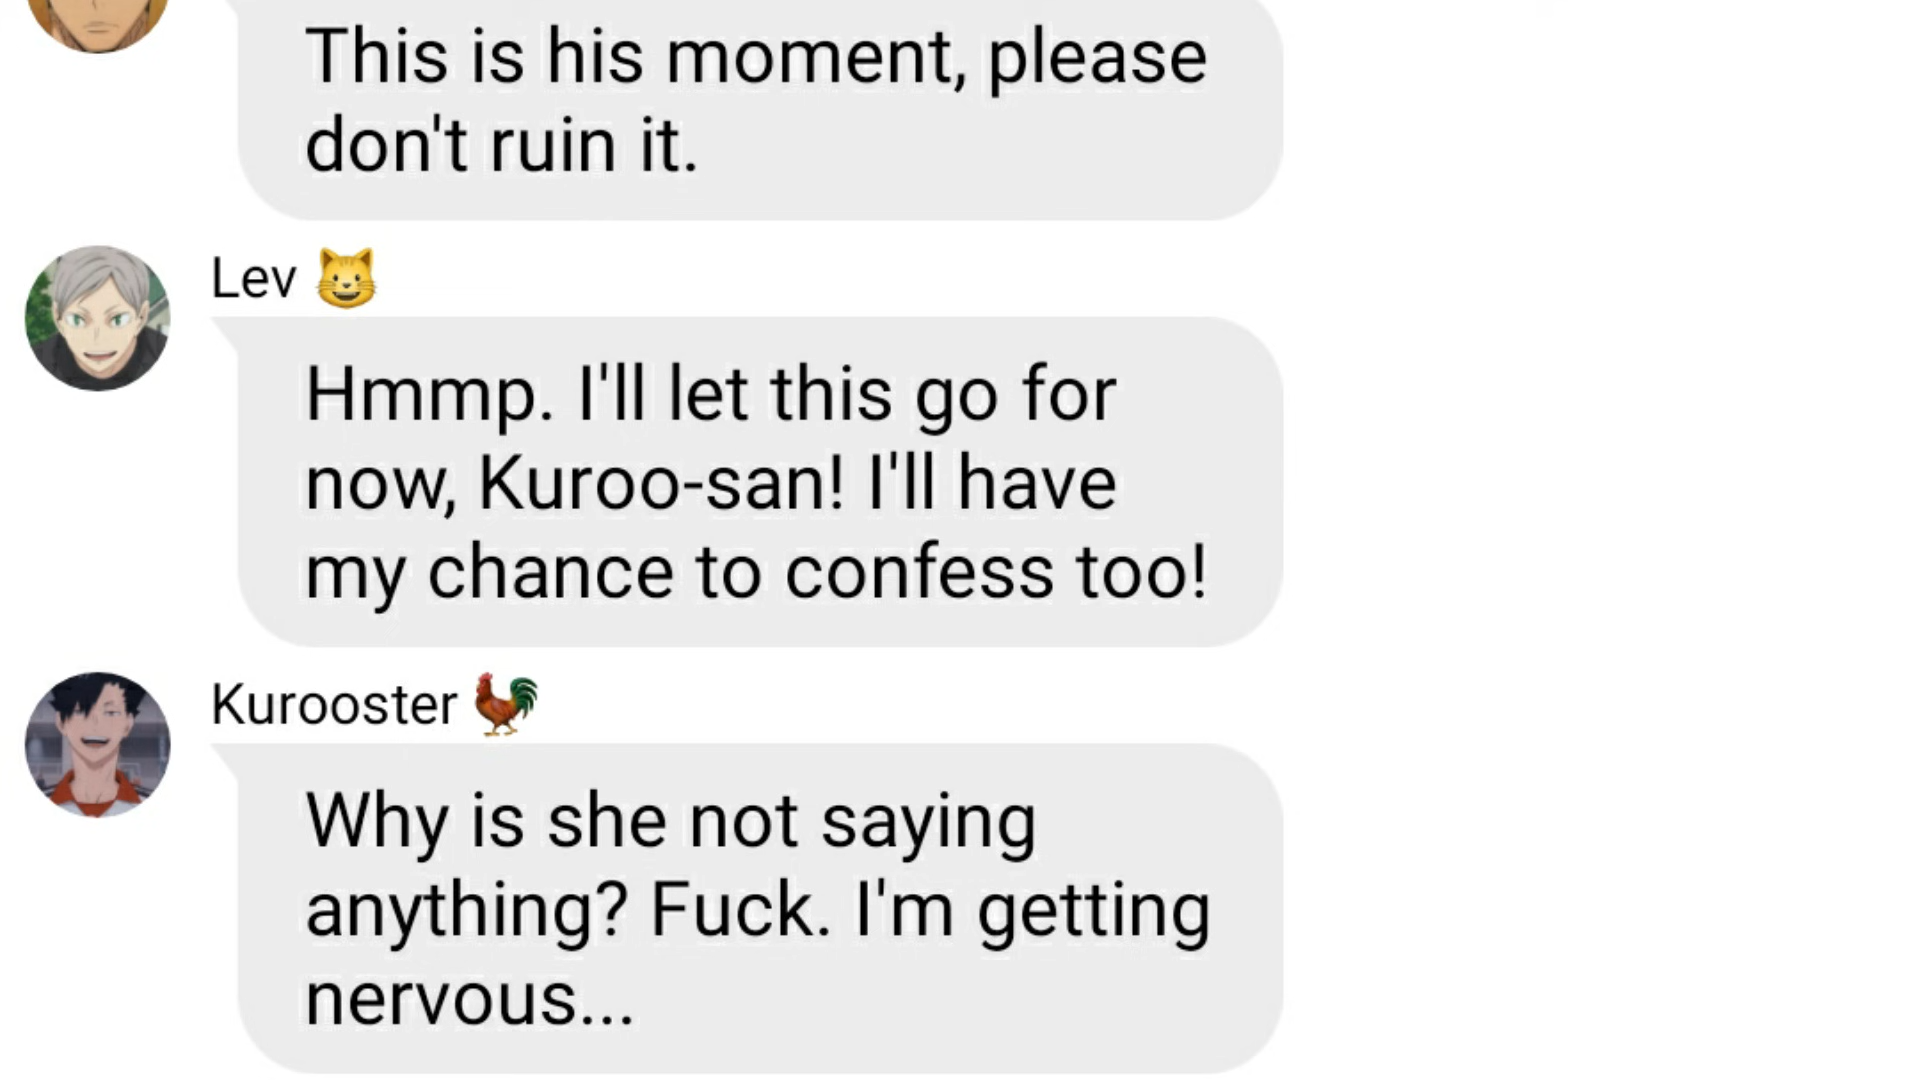 This is his moment, please
don't ruin it.
Lev 😺
Hmmp. I'll let this go for
now, Kuroo-san! I'll have
my chance to confess too!
Kurooster 🐓
Why is she not saying
anything? Fuck. I'm getting
nervous...